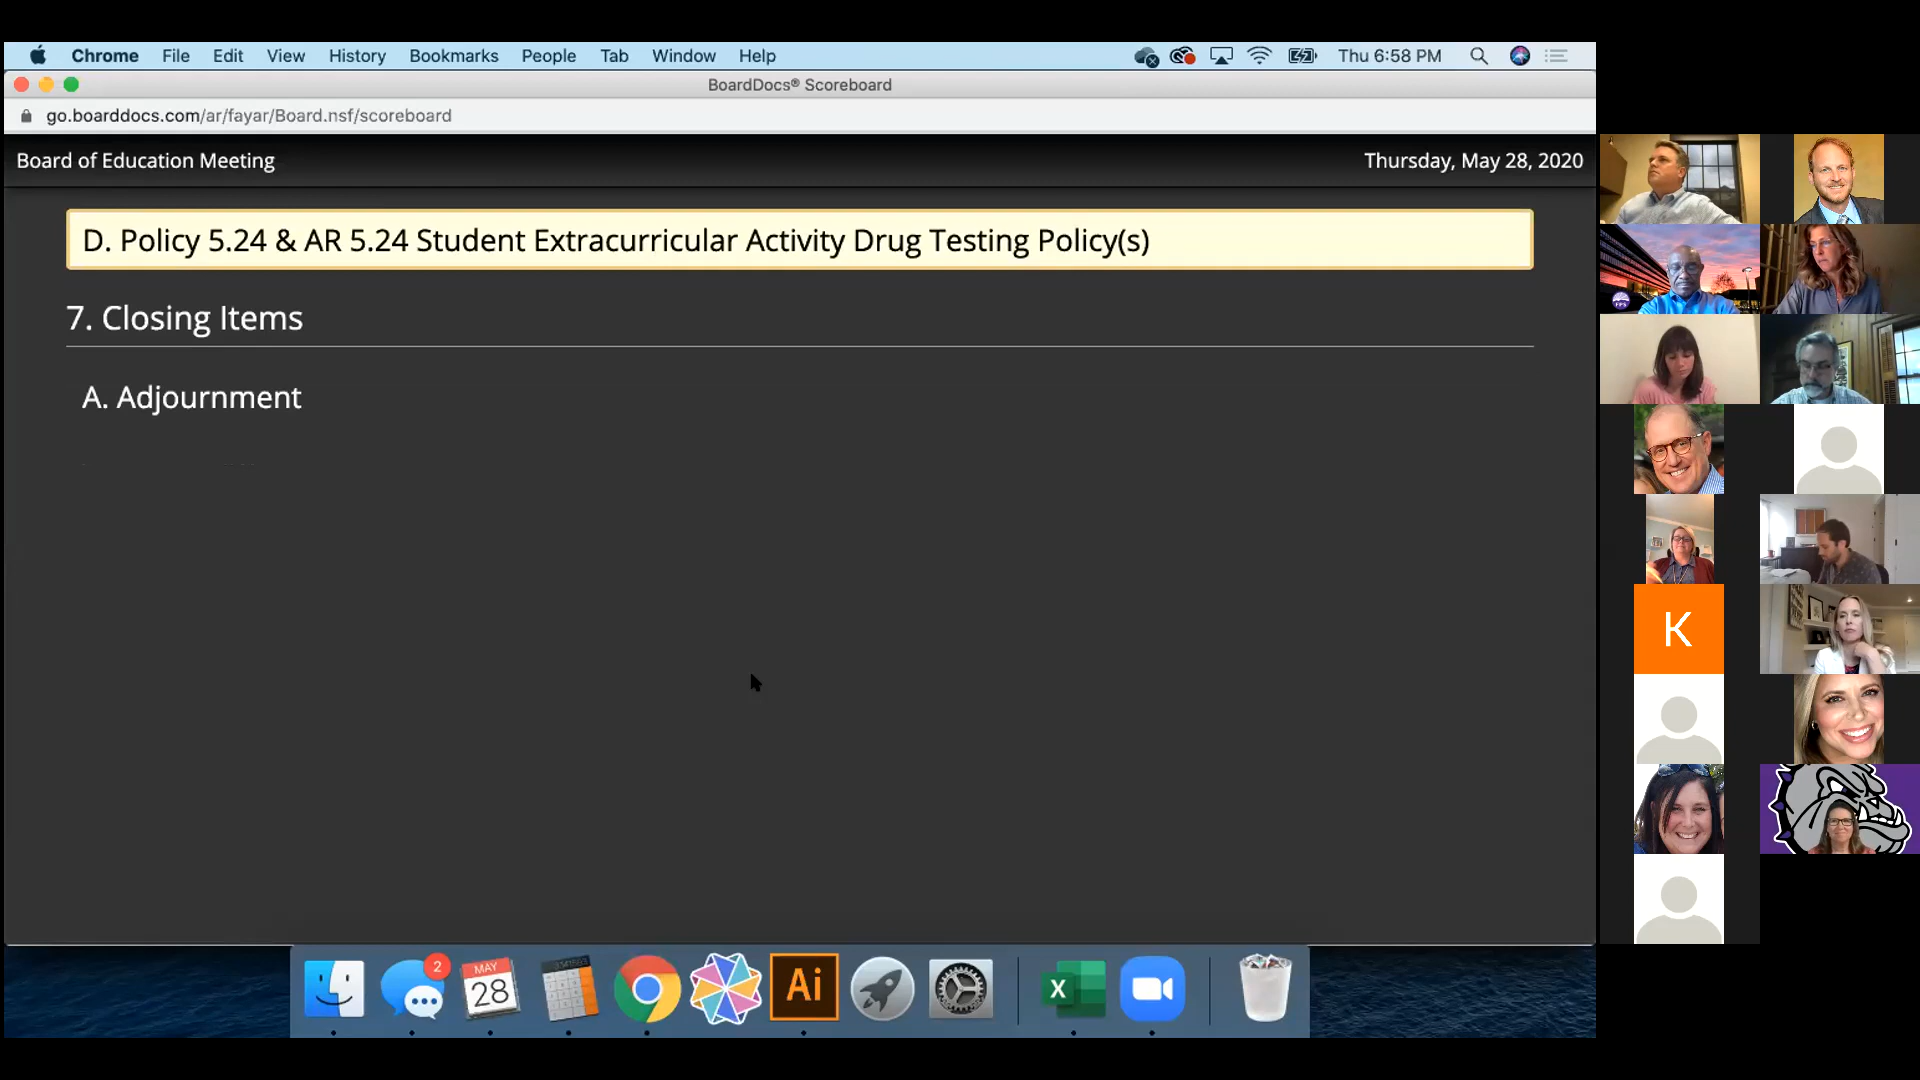 Chrome File Edit View History Bookmarks People Tab Window Help Thu 6:58 PM
BoardDocs® Scoreboard
go.boarddocs.com/ar/fayar/Board.nsf/scoreboard
Board of Education Meeting Thursday, May 28, 2020
D. Policy 5.24 & AR 5.24 Student Extracurricular Activity Drug Testing Policy(s)
7. Closing Items
A. Adjournment
K
2
MAY
28
Ai
X